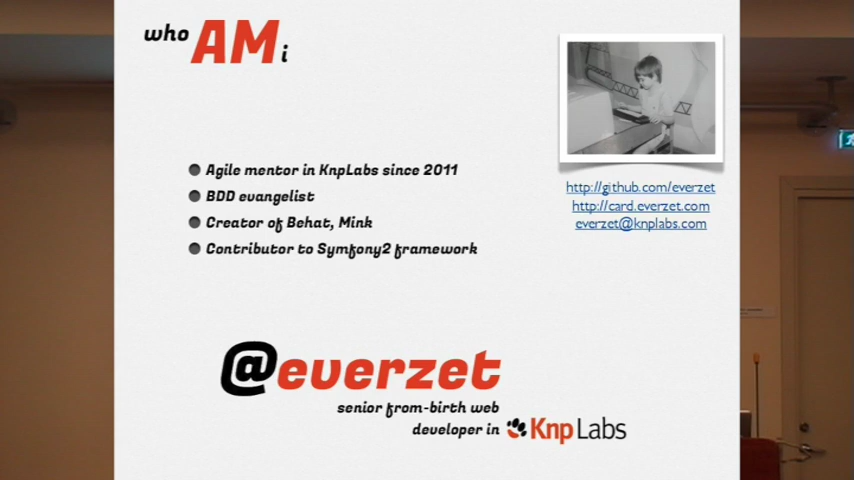 who AM i
Agile mentor in KnpLabs since 2011
BDD evangelist
Creator of Behat, Mink
Contributor to Symfony2 framework
http://github.com/everzet
http://card.everzet.com
everzet@knplabs.com
@everzet
senior from-birth web
developer in KnpLabs